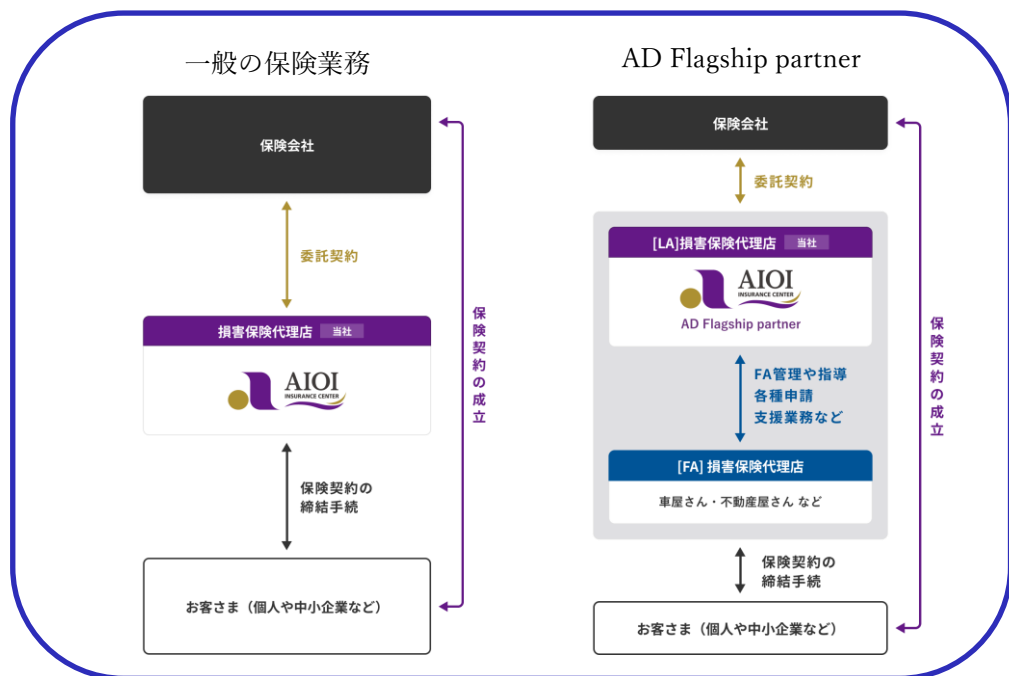 一般の保険業務
保険会社
委託契約
損害保険代理店 当社
AIOI
INSURANCE CENTER
保険契約の
締結手続
お客さま（個人や中小企業など）
保険契約の成立
AD Flagship partner
保険会社
委託契約
[LA]損害保険代理店 当社
AIOI
INSURANCE CENTER
AD Flagship partner
FA管理や指導
各種申請
支援業務など
[FA] 損害保険代理店
車屋さん・不動産屋さん など
保険契約の
締結手続
お客さま（個人や中小企業など）
保険契約の成立